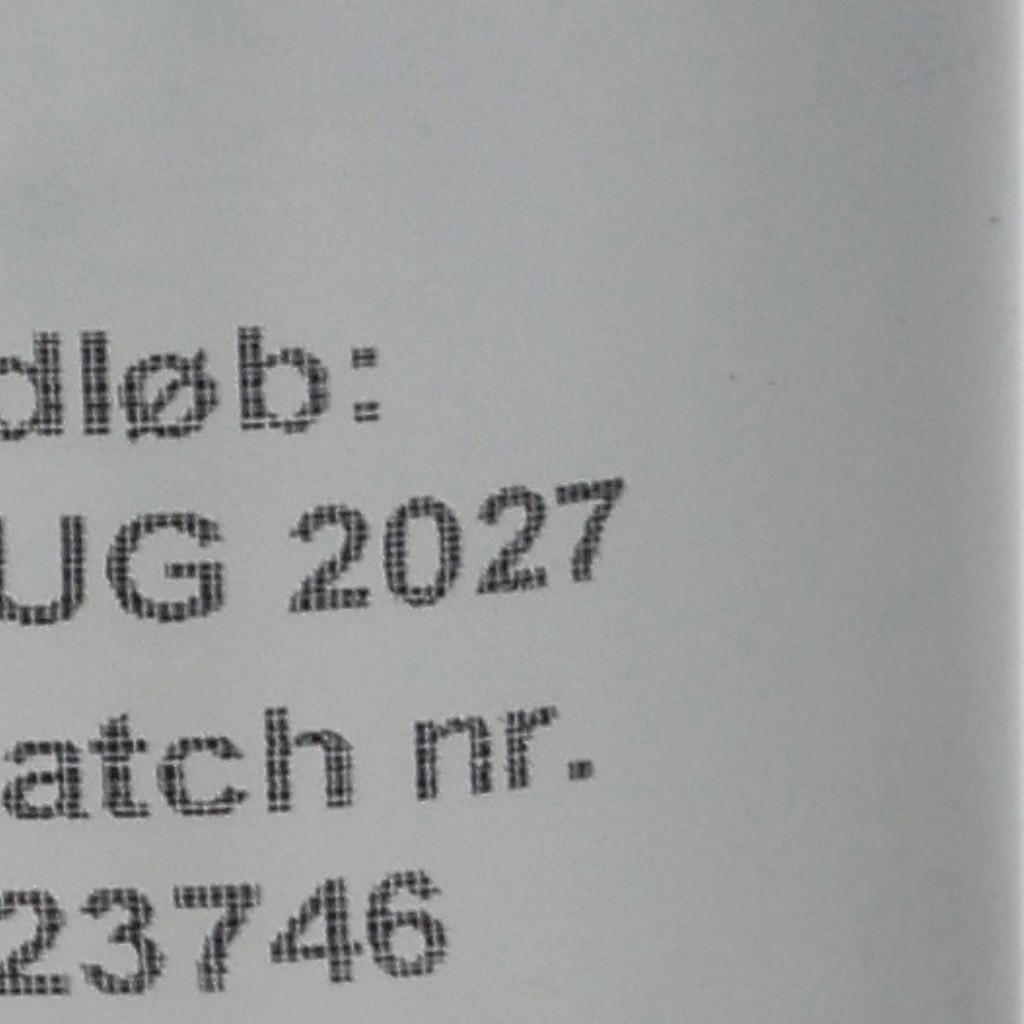 dløb:
UG 2027
atch nr.
23746